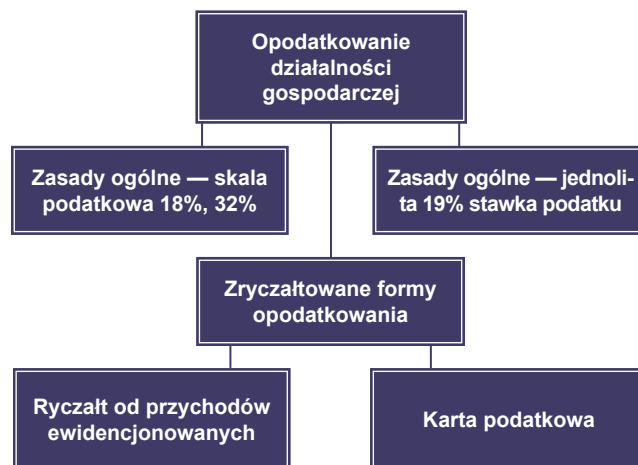 Opodatkowanie
działalności
gospodarczej
Zasady ogólne — skala
podatkowa 18%, 32%
Zasady ogólne — jednoli-
ta 19% stawka podatku
Zryczałtowane formy
opodatkowania
Ryczałt od przychodów
ewidencjonowanych
Karta podatkowa